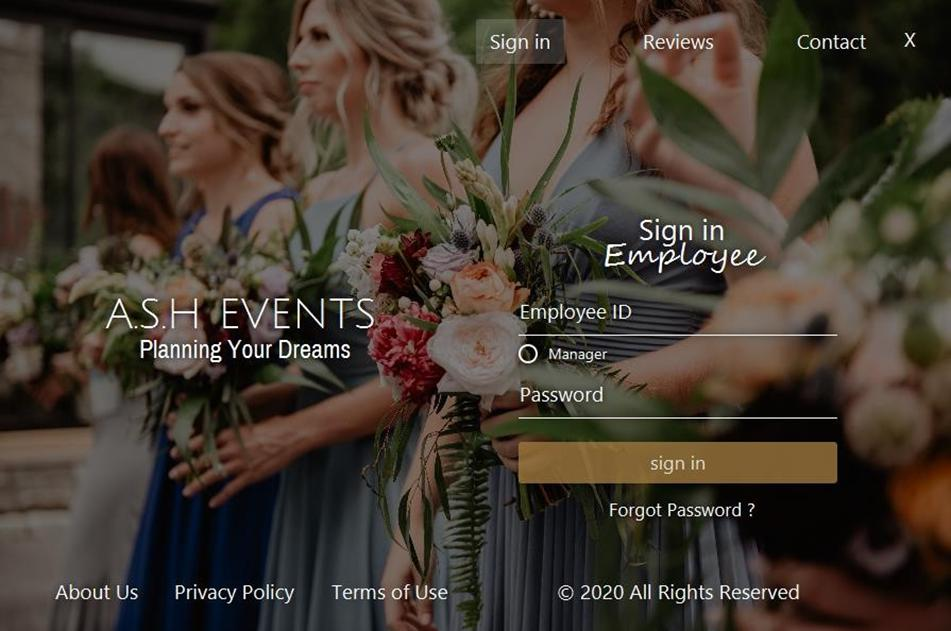 Sign in
Reviews
Contact
X
Sign in
Employee
A.S.H EVENTS
Planning Your Dreams
Employee ID
Manager
Password
sign in
Forgot Password ?
About Us
Privacy Policy
Terms of Use
© 2020 All Rights Reserved